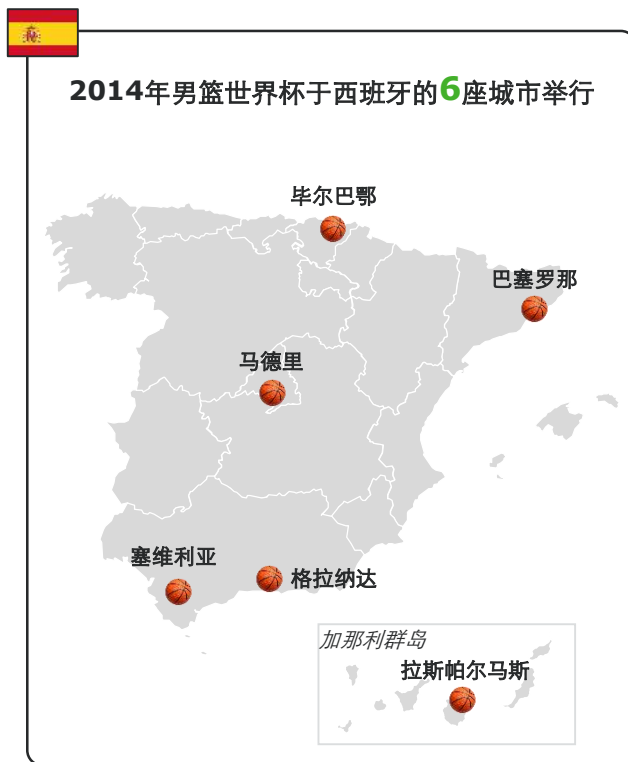 2014年男篮世界杯于西班牙的6座城市举行
毕尔巴鄂
巴塞罗那
马德里
塞维利亚
格拉纳达
加那利群岛
拉斯帕尔马斯